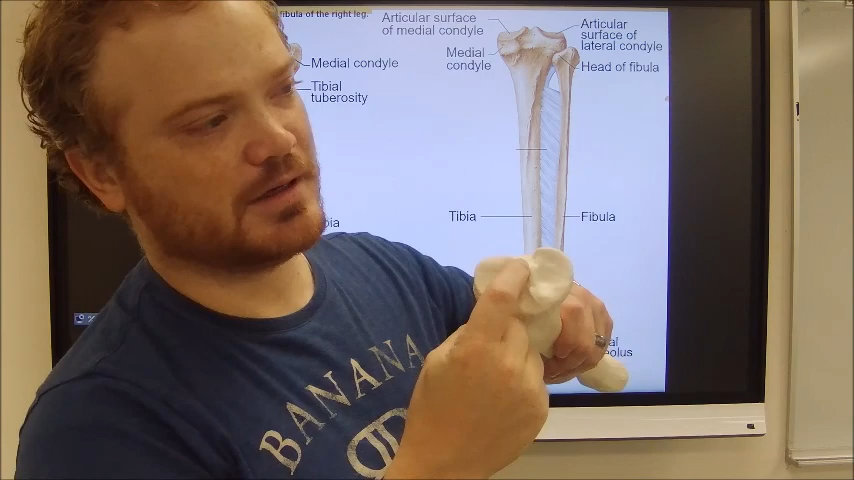 fibula of the right leg.
Articular surface
of medial condyle
Articular
surface of
lateral condyle
Medial condyle
Medial
condyle
Head of fibula
Tibial
tuberosity
Tibia
Fibula
BANANA